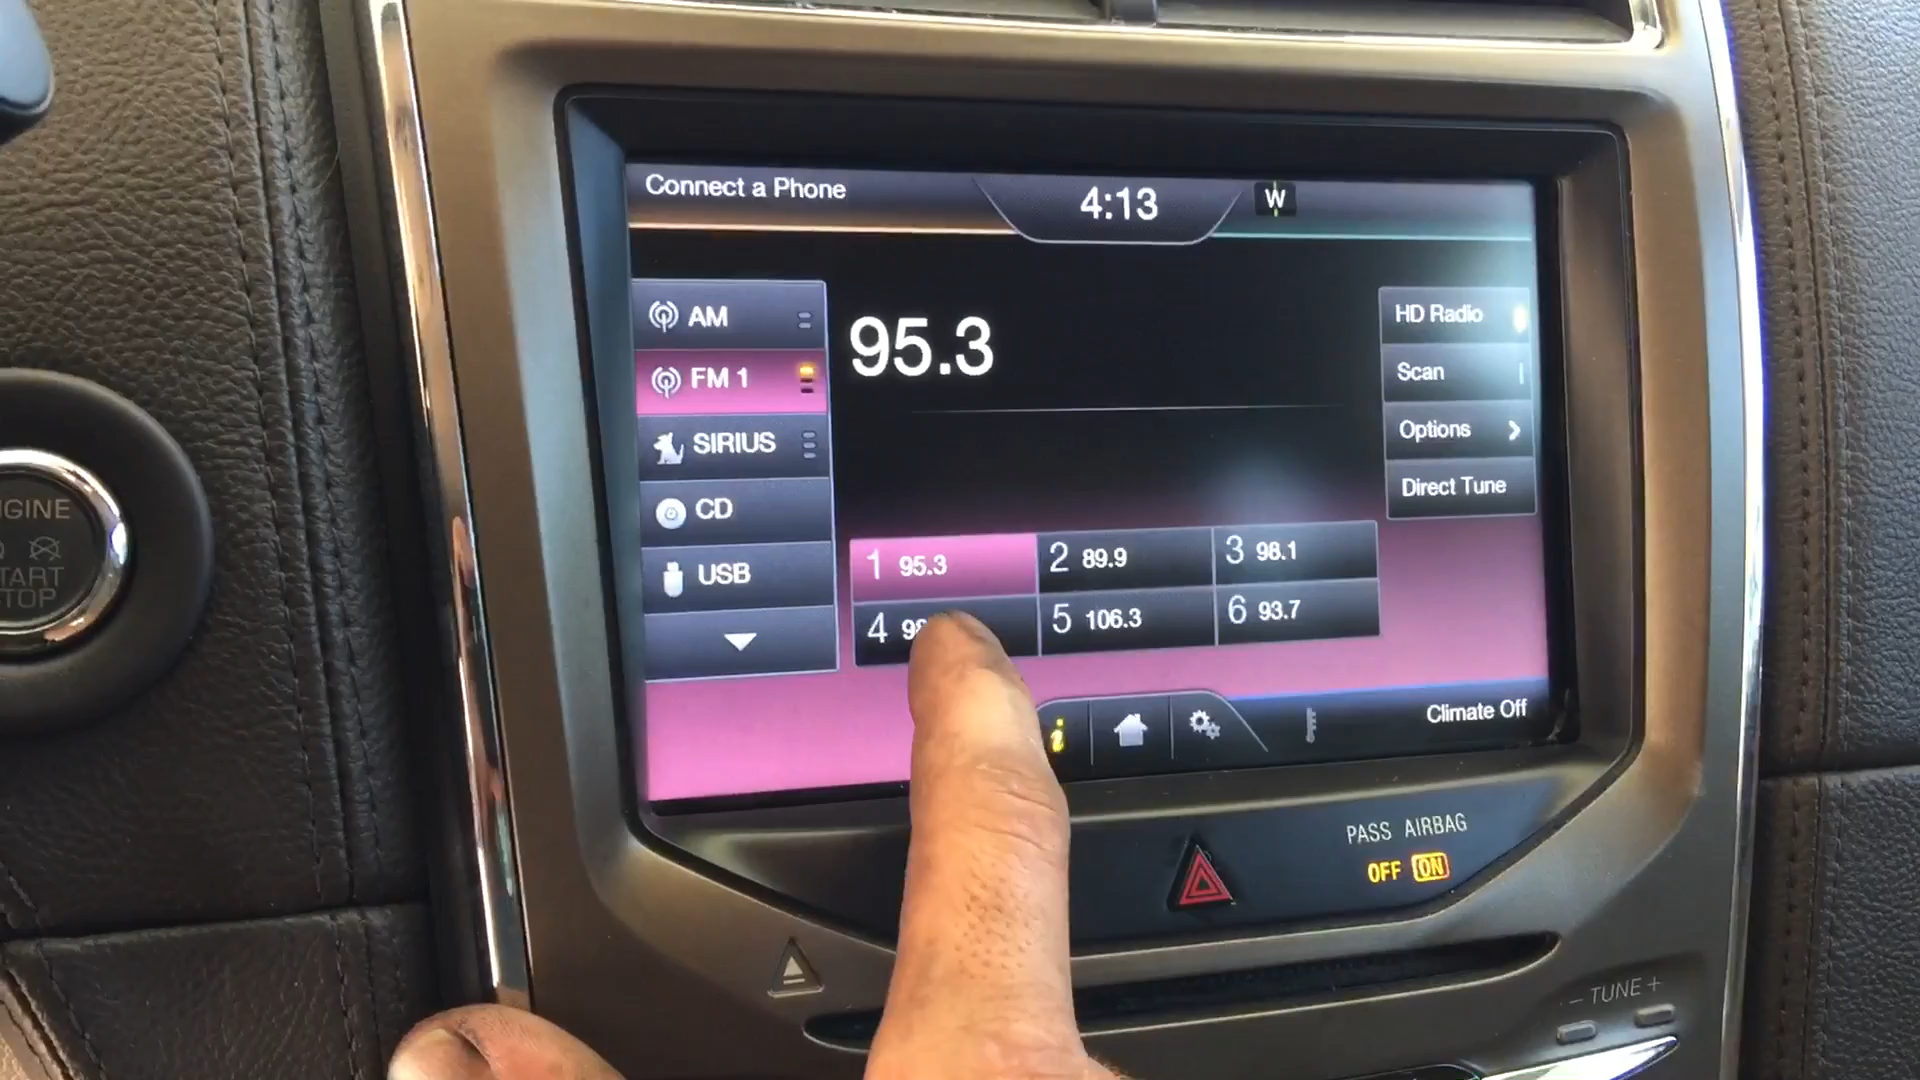 Connect a Phone
4:13
W
AM
FM 1
SIRIUS
CD
USB
95.3
HD Radio
Scan
Options
Direct Tune
1 95.3
2 89.9
3 98.1
4
5 106.3
6 93.7
i
Climate Off
PASS AIRBAG
OFF ON
- TUNE +